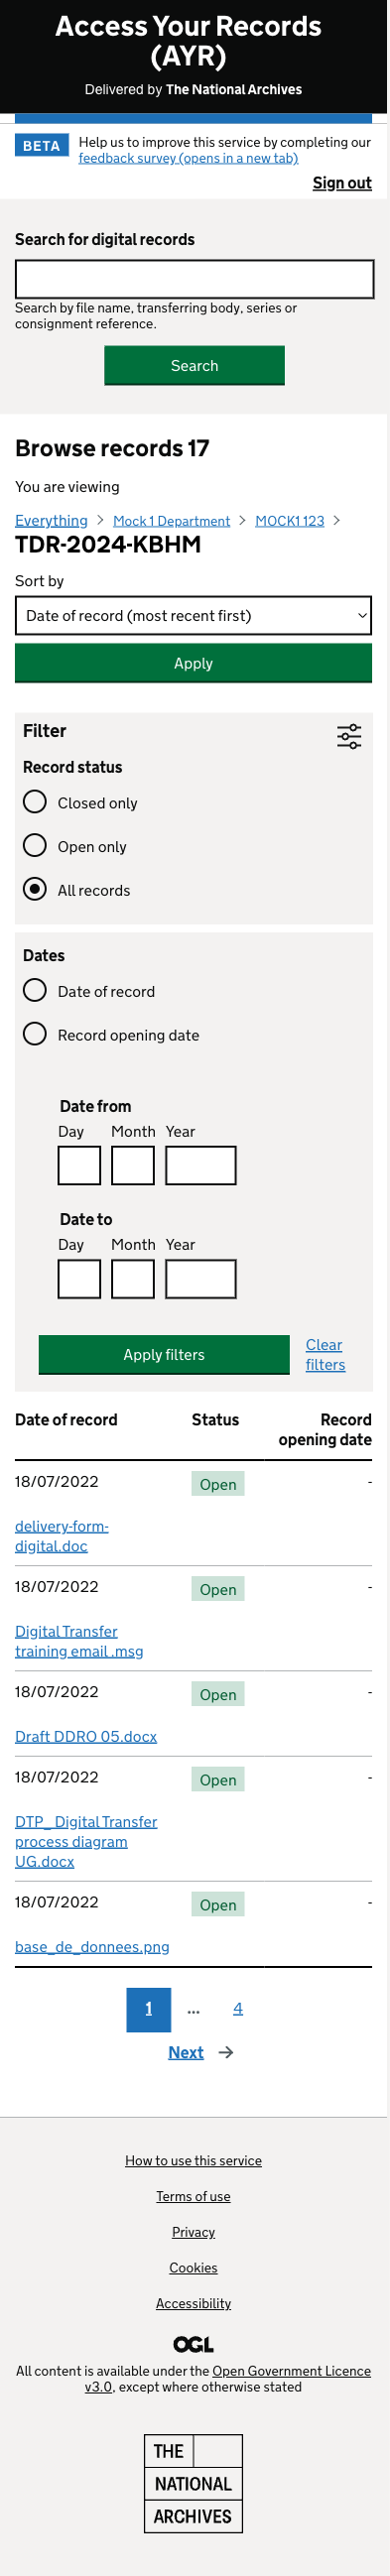 Access Your Records
(AYR)
Delivered by The National Archives
BETA
Help us to improve this service by completing our
feedback survey (opens in a new tab)
Sign out
Search for digital records
Search by file name, transferring body, series or
consignment reference.
Search
Browse records 17
You are viewing
Everything > Mock 1 Department > MOCK1 123 >
TDR-2024-KBHM
Sort by
Date of record (most recent first)
Apply
Filter
Record status
Closed only
Open only
All records
Dates
Date of record
Record opening date
Date from
Day Month Year
Date to
Day Month Year
Apply filters
Clear
filters
Date of record Status Record
opening date
18/07/2022 Open -
delivery-form-
digital.doc
18/07/2022 Open -
Digital Transfer
training email .msg
18/07/2022 Open -
Draft DDRO 05.docx
18/07/2022 Open -
DTP_ Digital Transfer
process diagram
UG.docx
18/07/2022 Open -
base_de_donnees.png
1 ... 4
Next →
How to use this service
Terms of use
Privacy
Cookies
Accessibility
OGL
All content is available under the Open Government Licence
v3.0, except where otherwise stated
THE
NATIONAL
ARCHIVES